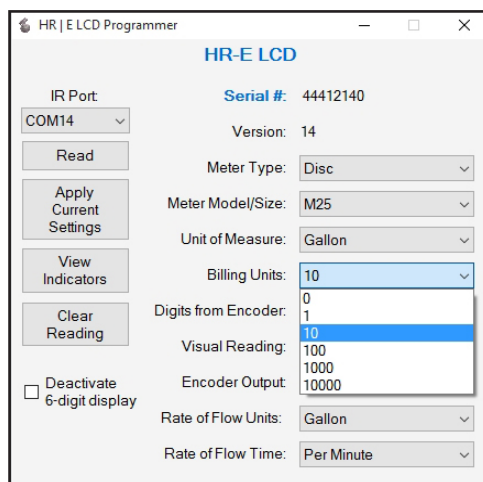 HR | E LCD Programmer
HR-E LCD
IR Port:
COM14
Read
Apply
Current
Settings
View
Indicators
Clear
Reading
Deactivate
6-digit display
Serial #: 44412140
Version: 14
Meter Type: Disc
Meter Model/Size: M25
Unit of Measure: Gallon
Billing Units: 10
0
1
10
100
1000
10000
Digits from Encoder:
Visual Reading:
Encoder Output:
Rate of Flow Units: Gallon
Rate of Flow Time: Per Minute